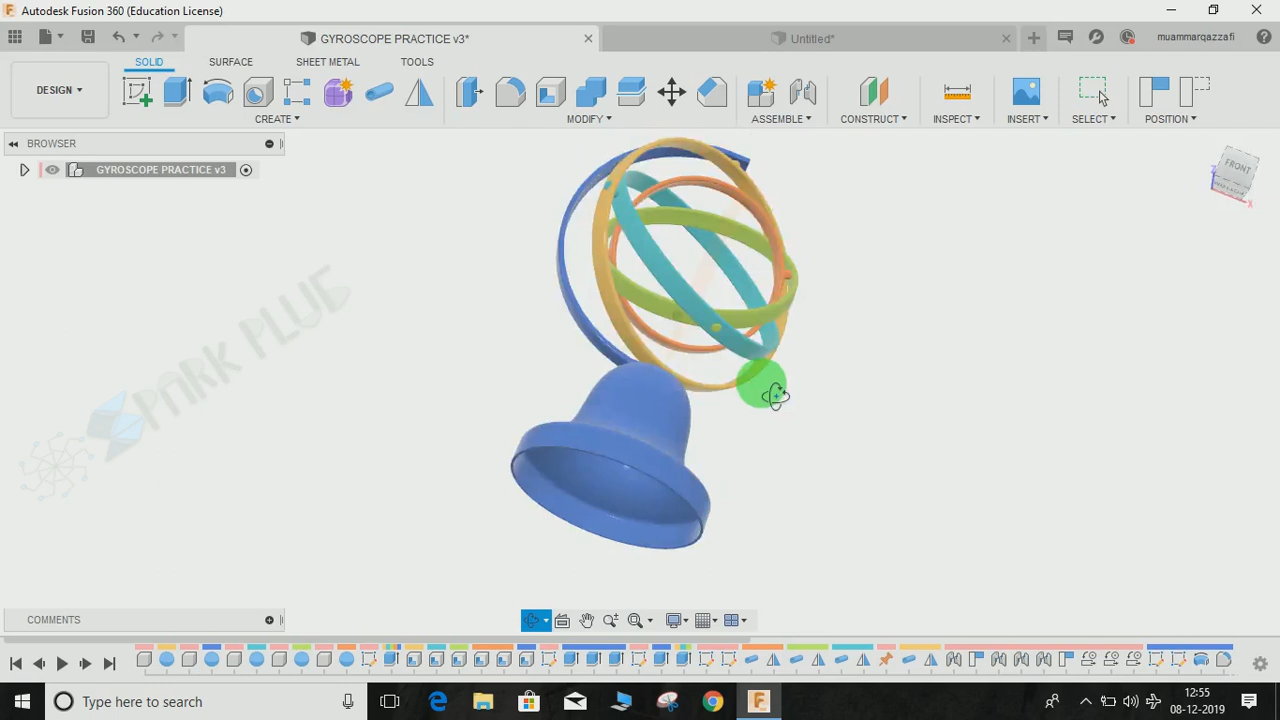 Autodesk Fusion 360 (Education License)
GYROSCOPE PRACTICE v3*
Untitled*
muammarqazzafi
DESIGN
SOLID
SURFACE
SHEET METAL
TOOLS
CREATE
MODIFY
ASSEMBLE
CONSTRUCT
INSPECT
INSERT
SELECT
POSITION
BROWSER
GYROSCOPE PRACTICE v3
FRONT
Z
X
SPARK PLUG
COMMENTS
Type here to search
12:55
08-12-2019